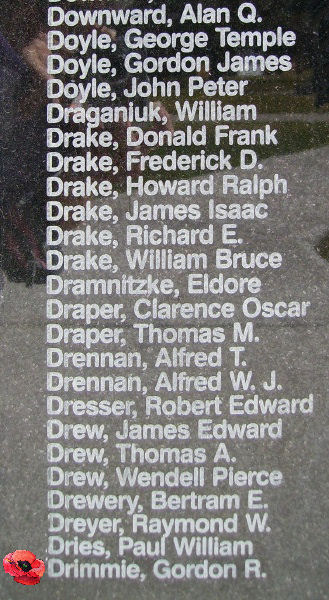 Downward, Alan Q.
Doyle, George Temple
Doyle, Gordon James
Doyle, John Peter
Draganiuk, William
Drake, Donald Frank
Drake, Frederick D.
Drake, Howard Ralph
Drake, James Isaac
Drake, Richard E.
Drake, William Bruce
Dramnitzke, Eldore
Draper, Clarence Oscar
Draper, Thomas M.
Drennan, Alfred T.
Drennan, Alfred W. J.
Dresser, Robert Edward
Drew, James Edward
Drew, Thomas A.
Drew, Wendell Pierce
Drewery, Bertram E.
Dreyer, Raymond W.
Dries, Paul William
Drimmie, Gordon R.